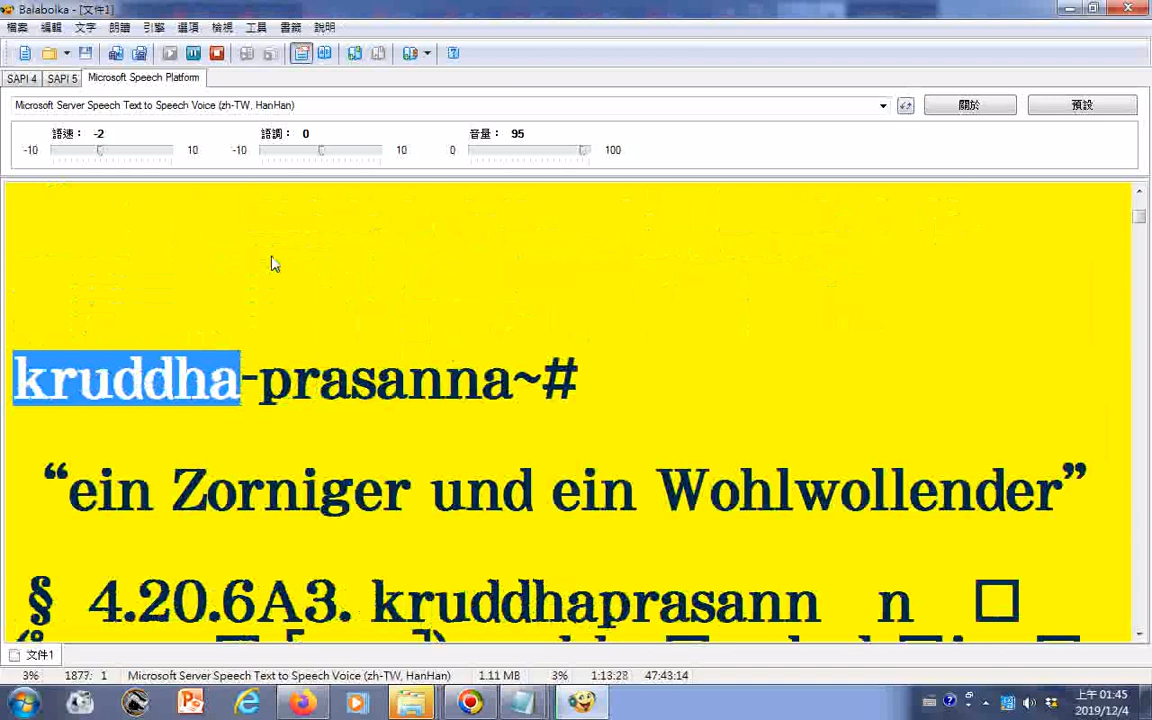 Balabolka - [文件1]
檔案 編輯 文字 朗讀 引擎 選項 檢視 工具 書籤 說明
SAPI 4 SAPI 5 Microsoft Speech Platform
Microsoft Server Speech Text to Speech Voice (zh-TW, HanHan) 關於 預設
語速： -2 語調： 0 音量： 95
-10 10 -10 10 0 100
kruddha-prasanna~#
“ein Zorniger und ein Wohlwollender”
§ 4.20.6A3. kruddhaprasann n □
文件1
3% 1877: 1 Microsoft Server Speech Text to Speech Voice (zh-TW, HanHan) 1.11 MB 3% 1:13:28 47:43:14
上午 01:45
2019/12/4